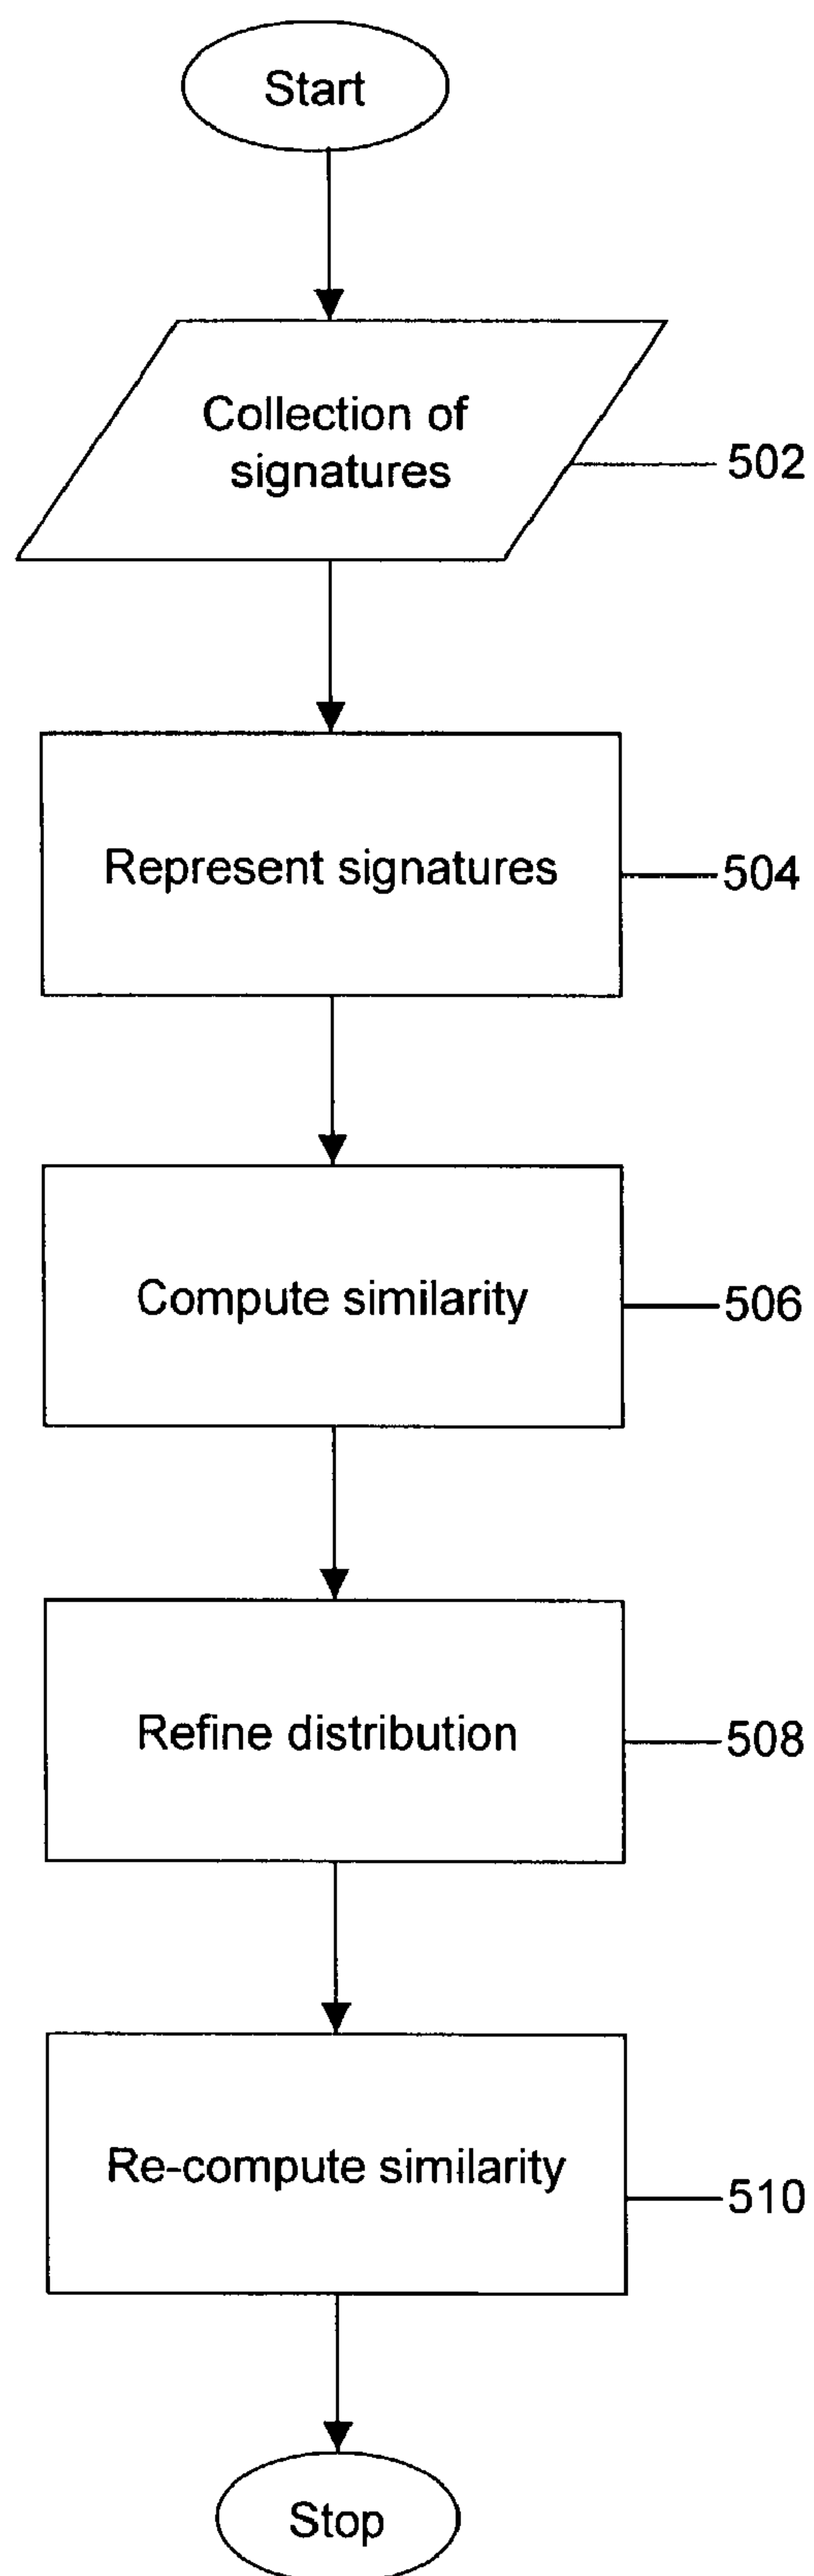 Start
Collection of
signatures
502
Represent signatures
504
Compute similarity
506
Refine distribution
508
Re-compute similarity
510
Stop